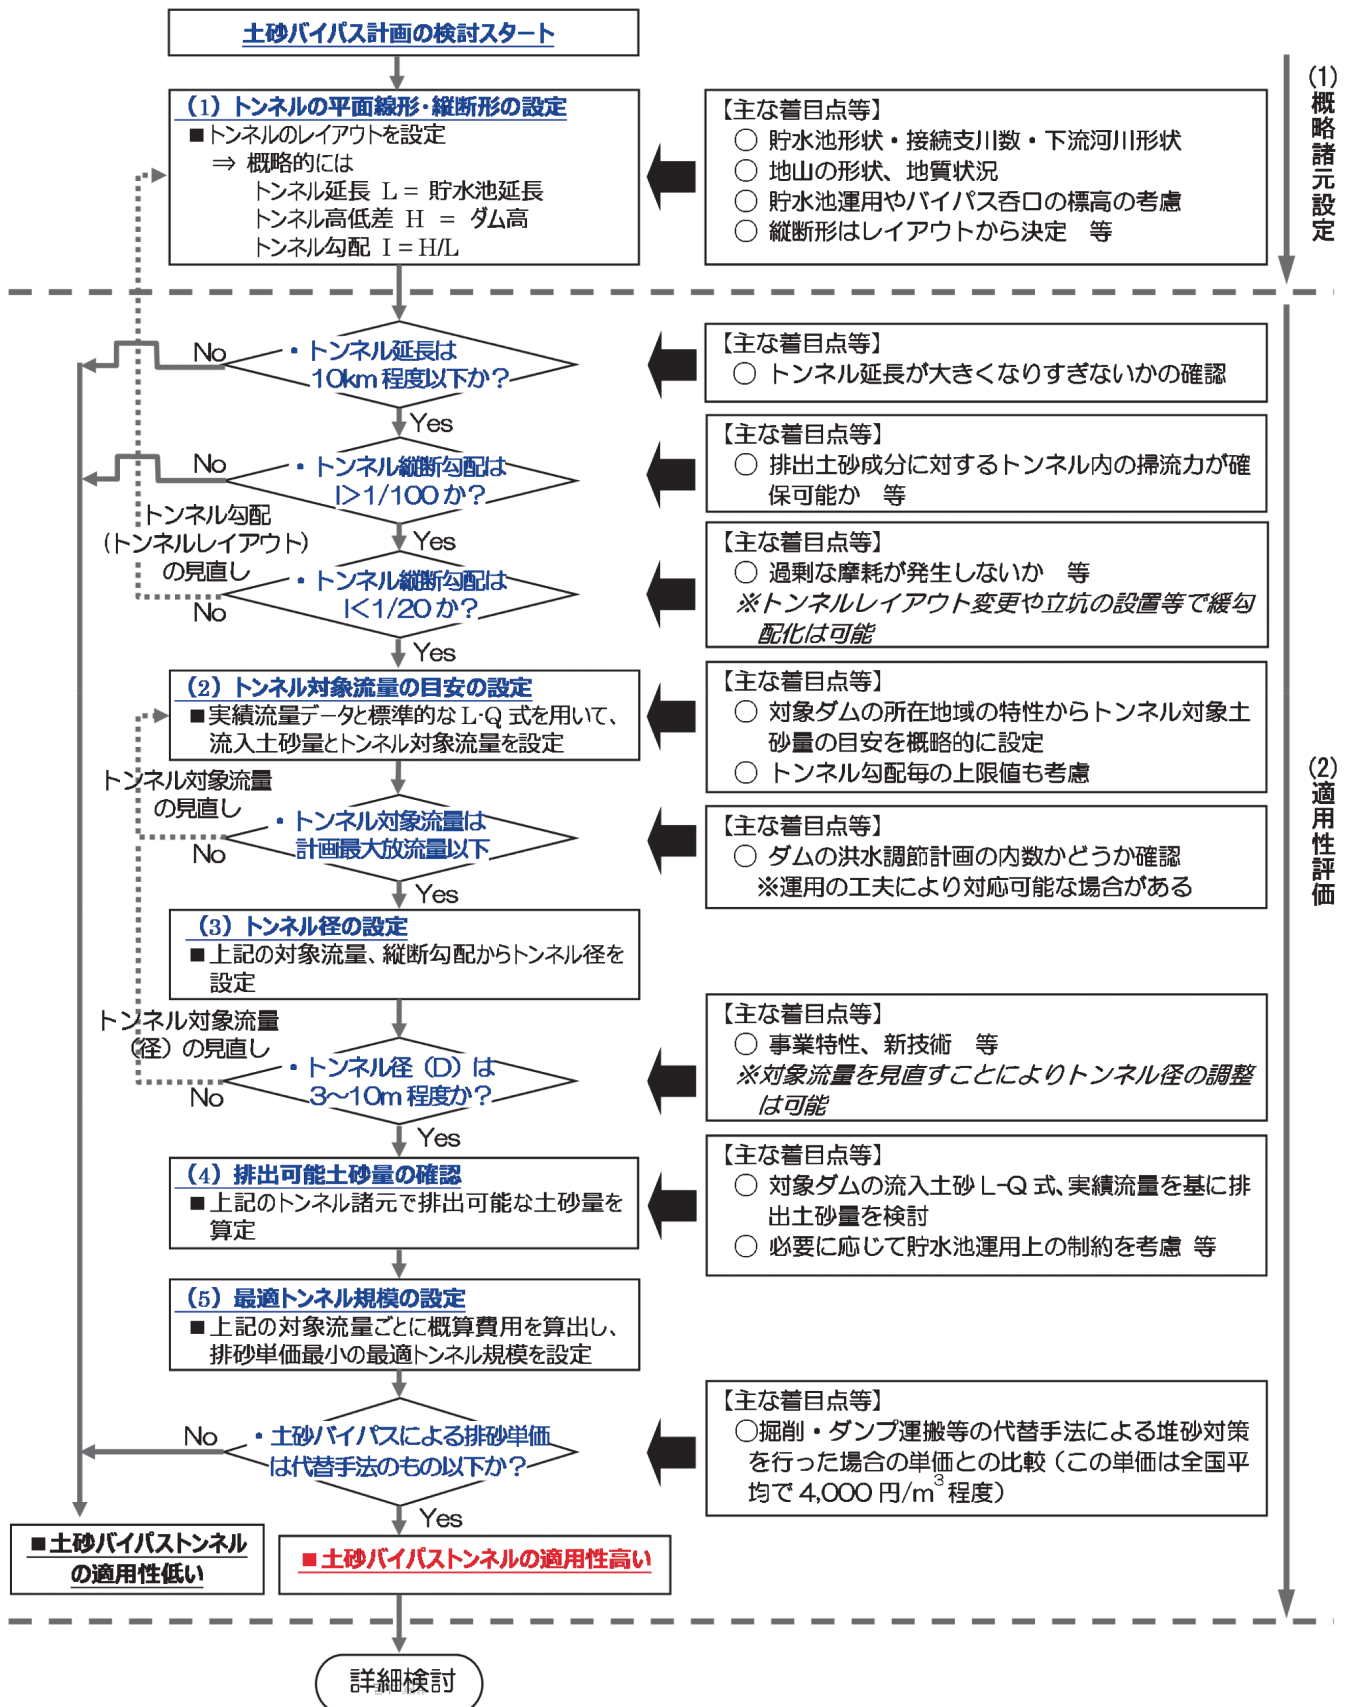 土砂バイパス計画の検討スタート
(1) トンネルの平面線形・縦断形の設定
■トンネルのレイアウトを設定
⇒ 概略的には
トンネル延長 L = 貯水池延長
トンネル高低差 H = ダム高
トンネル勾配 I = H/L
【主な着目点等】
○ 貯水池形状・接続支川数・下流河川形状
○ 地山の形状、地質状況
○ 貯水池運用やバイパス呑口の標高の考慮
○ 縦断形はレイアウトから決定 等
(1)概略諸元設定
No
・トンネル延長は
10km 程度以下か?
Yes
【主な着目点等】
○ トンネル延長が大きくなりすぎないかの確認
No
・トンネル縦断勾配は
I>1/100 か?
Yes
【主な着目点等】
○ 排出土砂成分に対するトンネル内の掃流力が確
保可能か 等
トンネル勾配
(トンネルレイアウト)
の見直し
No
・トンネル縦断勾配は
I<1/20 か?
Yes
【主な着目点等】
○ 過剰な摩耗が発生しないか 等
※トンネルレイアウト変更や立坑の設置等で緩勾
配化は可能
(2) トンネル対象流量の目安の設定
■実績流量データと標準的な L-Q 式を用いて、
流入土砂量とトンネル対象流量を設定
【主な着目点等】
○ 対象ダムの所在地域の特性からトンネル対象土
砂量の目安を概略的に設定
○ トンネル勾配毎の上限値も考慮
(2)適用性評価
トンネル対象流量
の見直し
No
・トンネル対象流量は
計画最大放流量以下
Yes
【主な着目点等】
○ ダムの洪水調節計画の内数かどうか確認
※運用の工夫により対応可能な場合がある
(3) トンネル径の設定
■上記の対象流量、縦断勾配からトンネル径を
設定
トンネル対象流量
(径)の見直し
No
・トンネル径(D)は
3~10m 程度か?
Yes
【主な着目点等】
○ 事業特性、新技術 等
※対象流量を見直すことによりトンネル径の調整
は可能
(4) 排出可能土砂量の確認
■上記のトンネル諸元で排出可能な土砂量を
算定
【主な着目点等】
○ 対象ダムの流入土砂 L-Q 式、実績流量を基に排
出土砂量を検討
○ 必要に応じて貯水池運用上の制約を考慮 等
(5) 最適トンネル規模の設定
■上記の対象流量ごとに概算費用を算出し、
排砂単価最小の最適トンネル規模を設定
No
・土砂バイパスによる排砂単価
は代替手法のもの以下か?
Yes
【主な着目点等】
○掘削・ダンプ運搬等の代替手法による堆砂対策
を行った場合の単価との比較(この単価は全国平
均で 4,000 円/m³ 程度)
■土砂バイパストンネル
の適用性低い
■土砂バイパストンネルの適用性高い
詳細検討